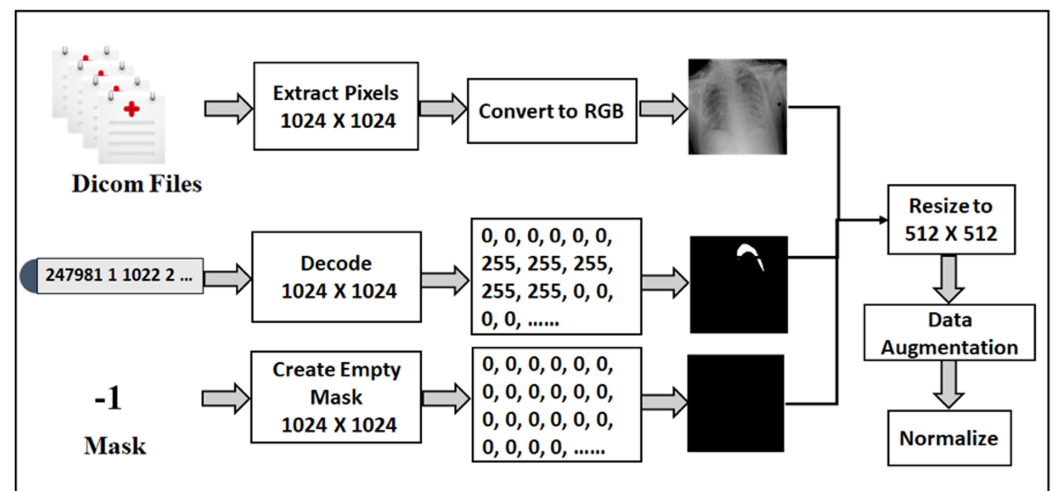 Extract Pixels
1024 X 1024
Convert to RGB
Dicom Files
247981 1 1022 2 ...
Decode
1024 X 1024
0, 0, 0, 0, 0, 0,
255, 255, 255,
255, 255, 0, 0,
0, 0, ......
Resize to
512 X 512
-1
Mask
Create Empty
Mask
1024 X 1024
0, 0, 0, 0, 0, 0,
0, 0, 0, 0, 0, 0,
0, 0, 0, 0, 0, 0,
0, 0, 0, 0, ......
Data
Augmentation
Normalize